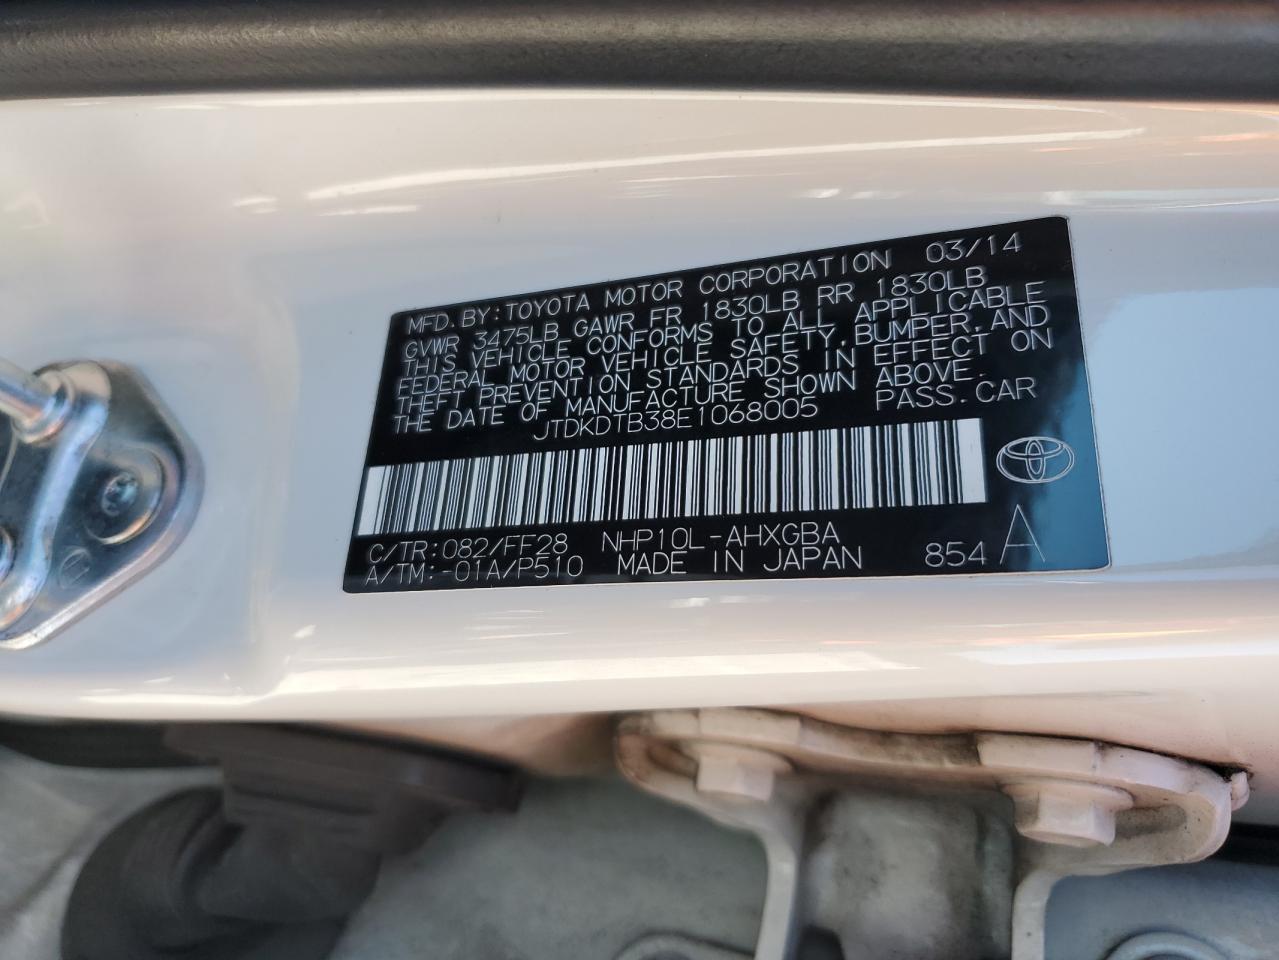 MFD. BY: TOYOTA MOTOR CORPORATION 03/14
GVWR 3475LB GAWR FR 1830LB RR 1830LB
THIS VEHICLE CONFORMS TO ALL APPLICABLE
FEDERAL MOTOR VEHICLE SAFETY, BUMPER, AND
THEFT PREVENTION STANDARDS IN EFFECT ON
THE DATE OF MANUFACTURE SHOWN ABOVE.
JTDKDTB38E1068005 PASS. CAR
C/TR: 082/FF28 NHP10L-AHXGBA
A/TM: -01A/P510 MADE IN JAPAN 854 A